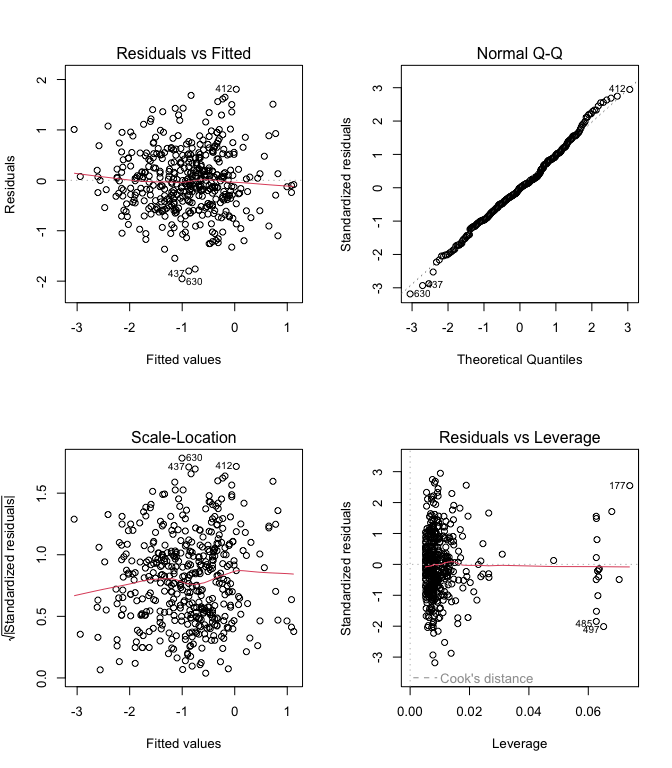 Residuals vs Fitted
Residuals
2
1
0
-1
-2
412
437
630
-3 -2 -1 0 1
Fitted values
Normal Q-Q
Standardized residuals
3
2
1
0
-1
-2
-3
412
437
630
-3 -2 -1 0 1 2 3
Theoretical Quantiles
Scale-Location
√|Standardized residuals|
1.5
1.0
0.5
0.0
630
437
412
-3 -2 -1 0 1
Fitted values
Residuals vs Leverage
Standardized residuals
3
2
1
0
-1
-2
-3
177
485
497
Cook's distance
0.00 0.02 0.04 0.06
Leverage